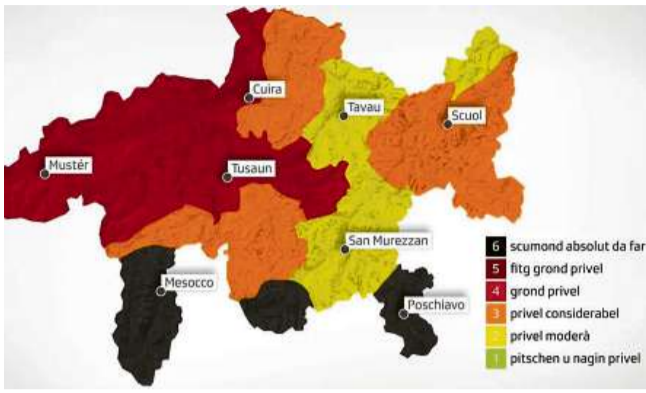 Cuira
Tavau
Scuol
Mustér
Tusaun
San Murezzan
Mesocco
Poschiavo
6 scumond absolut da far
5 fitg grond privel
4 grond privel
3 privel considerabel
2 privel moderà
1 pitschen u nagin privel